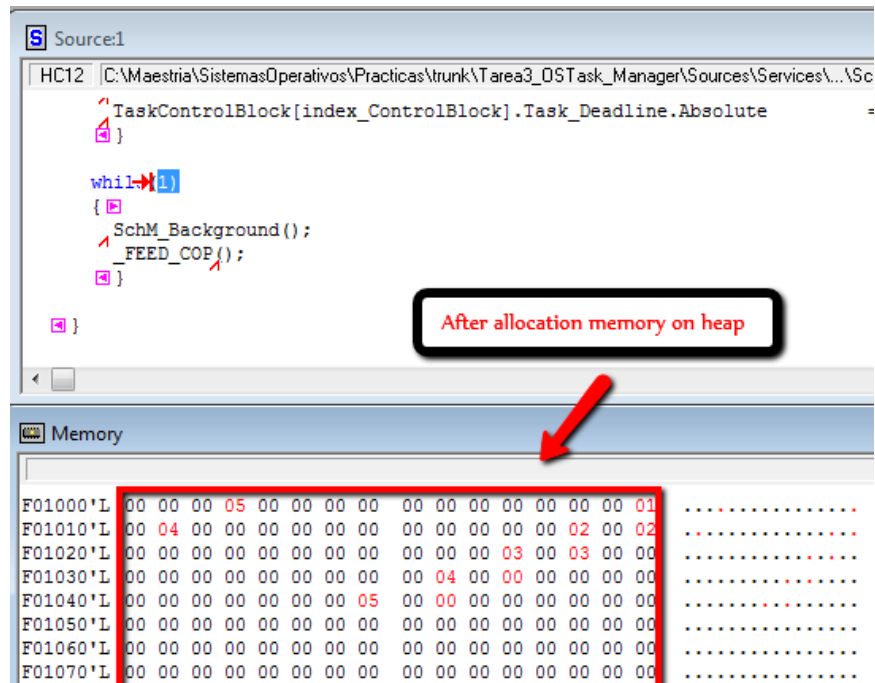 S Source:1
HC12 C:\Maestria\SistemasOperativos\Practicas\trunk\Tarea3_OSTask_Manager\Sources\Services\...\Sc
TaskControlBlock[index_ControlBlock].Task_Deadline.Absolute =
}
while(1)
{
SchM_Background();
_FEED_COP();
}
}
After allocation memory on heap
Memory
F01000'L 00 00 00 05 00 00 00 00 00 00 00 00 00 00 00 01 ................
F01010'L 00 04 00 00 00 00 00 00 00 00 00 00 00 02 00 02 ................
F01020'L 00 00 00 00 00 00 00 00 00 00 00 03 00 03 00 00 ................
F01030'L 00 00 00 00 00 00 00 00 00 04 00 00 00 00 00 00 ................
F01040'L 00 00 00 00 00 00 00 05 00 00 00 00 00 00 00 00 ................
F01050'L 00 00 00 00 00 00 00 00 00 00 00 00 00 00 00 00 ................
F01060'L 00 00 00 00 00 00 00 00 00 00 00 00 00 00 00 00 ................
F01070'L 00 00 00 00 00 00 00 00 00 00 00 00 00 00 00 00 ................